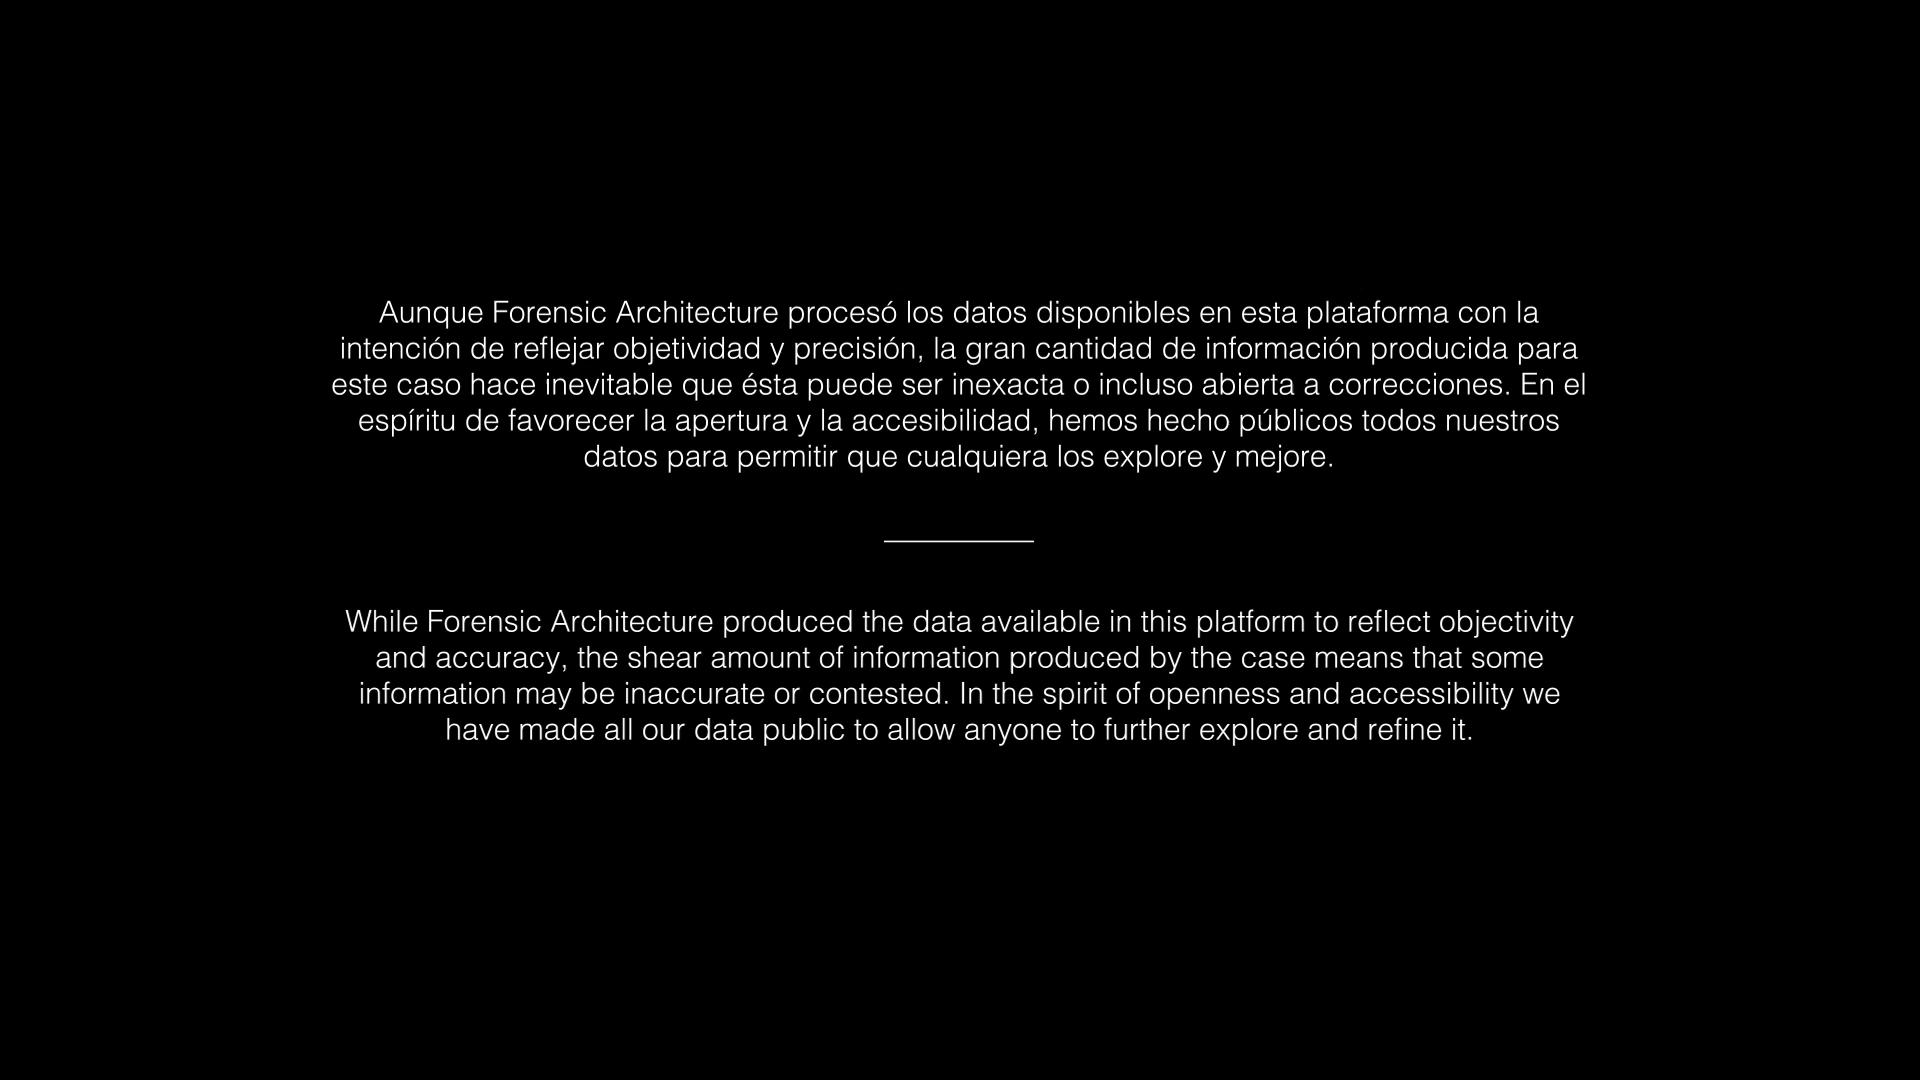 Aunque Forensic Architecture procesó los datos disponibles en esta plataforma con la
intención de reflejar objetividad y precisión, la gran cantidad de información producida para
este caso hace inevitable que ésta puede ser inexacta o incluso abierta a correcciones. En el
espíritu de favorecer la apertura y la accesibilidad, hemos hecho públicos todos nuestros
datos para permitir que cualquiera los explore y mejore.
While Forensic Architecture produced the data available in this platform to reflect objectivity
and accuracy, the shear amount of information produced by the case means that some
information may be inaccurate or contested. In the spirit of openness and accessibility we
have made all our data public to allow anyone to further explore and refine it.